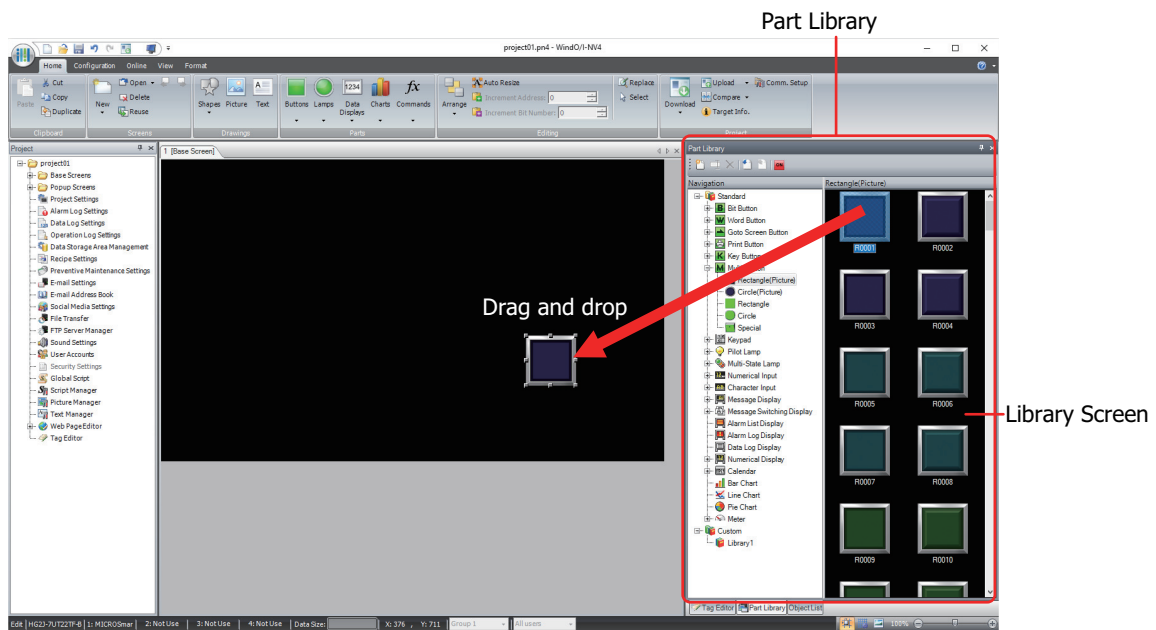 Part Library
project01.pn4 - WindO/I-NV4
Home Configuration Online View Format
Paste
Cut
Copy
Duplicate
Clipboard
New
Open
Delete
Reuse
Screens
Shapes Picture Text
Drawings
Buttons Lamps Data Displays Charts Commands
1234
fx
Parts
Arrange
Auto Resize
Increment Address: 0
Increment Bit Number: 0
Replace
Select
Editing
Download
Upload
Compare
Target Info.
Comm. Setup
Project
Project
project01
Base Screens
Popup Screens
Project Settings
Alarm Log Settings
Data Log Settings
Operation Log Settings
Data Storage Area Management
Recipe Settings
Preventive Maintenance Settings
E-mail Settings
E-mail Address Book
Social Media Settings
File Transfer
FTP Server Manager
Sound Settings
User Accounts
Security Settings
Global Script
Script Manager
Picture Manager
Text Manager
Web Page Editor
Tag Editor
1 [Base Screen]
Drag and drop
Part Library
ON
Navigation
Standard
B Bit Button
W Word Button
Goto Screen Button
Print Button
K Key Button
M
Rectangle(Picture)
Circle(Picture)
Rectangle
Circle
Special
Keypad
Pilot Lamp
Multi-State Lamp
Numerical Input
Character Input
Message Display
Message Switching Display
Alarm List Display
Alarm Log Display
Data Log Display
Numerical Display
Calendar
Bar Chart
Line Chart
Pie Chart
Meter
Custom
Library1
Rectangle(Picture)
R0001 R0002
R0003 R0004
R0005 R0006
R0007 R0008
R0009 R0010
Library Screen
Tag Editor Part Library Object List
Edit HG2J-7UT22TF-B 1: MICROSmar 2: Not Use 3: Not Use 4: Not Use Data Size: X: 376 , Y: 711 Group 1 All users 100%